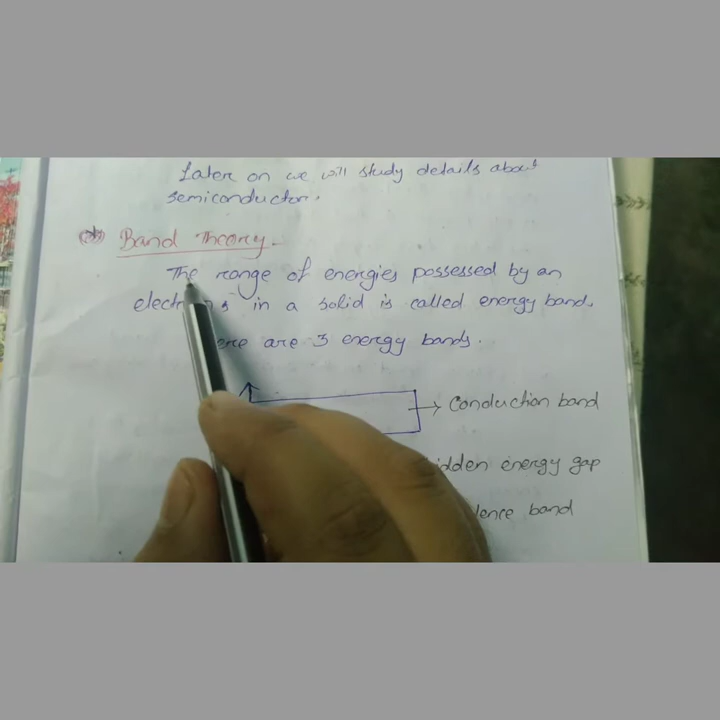 Later on we will study details about
semiconductor.
Band Theory -
The range of energies possessed by an
in a solid is called energy band.
are 3 energy bands.
Conduction band
energy gap
band